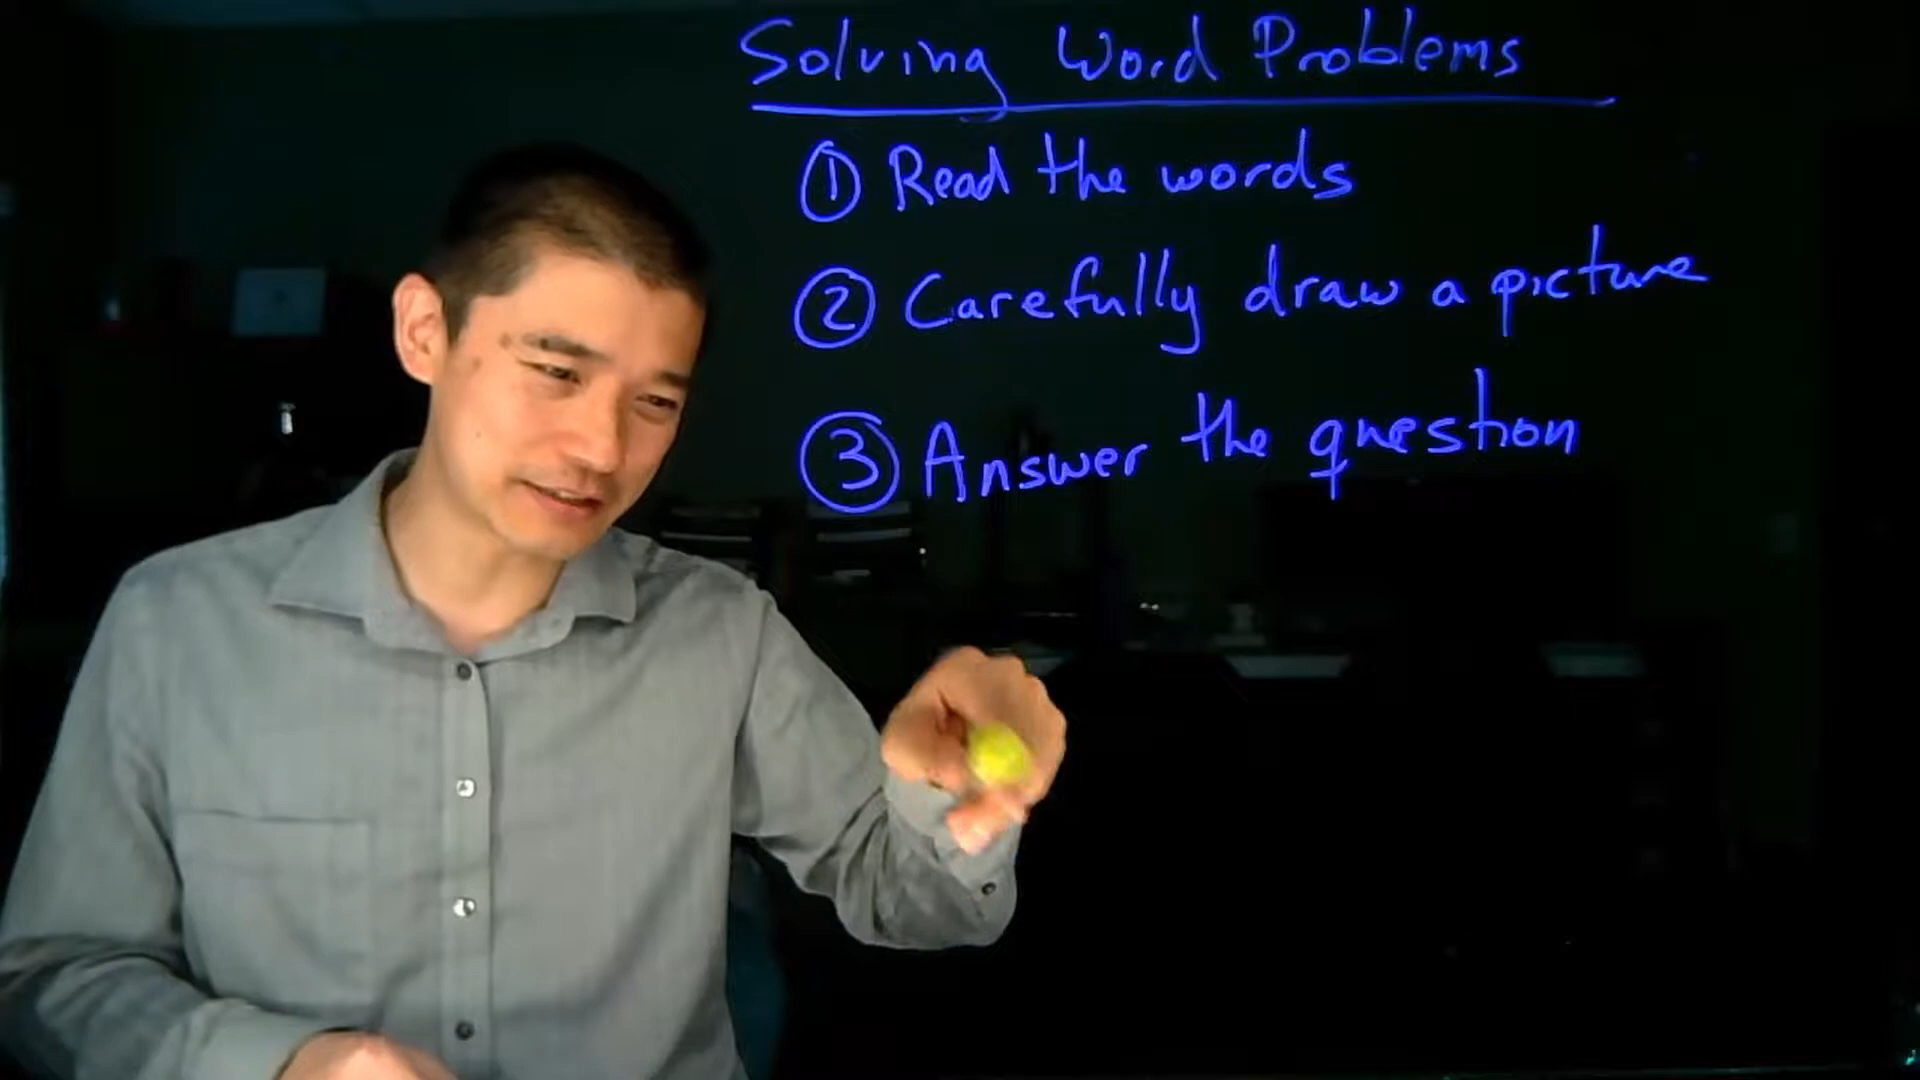 Solving Word Problems
① Read the words
② Carefully draw a picture
③ Answer the question